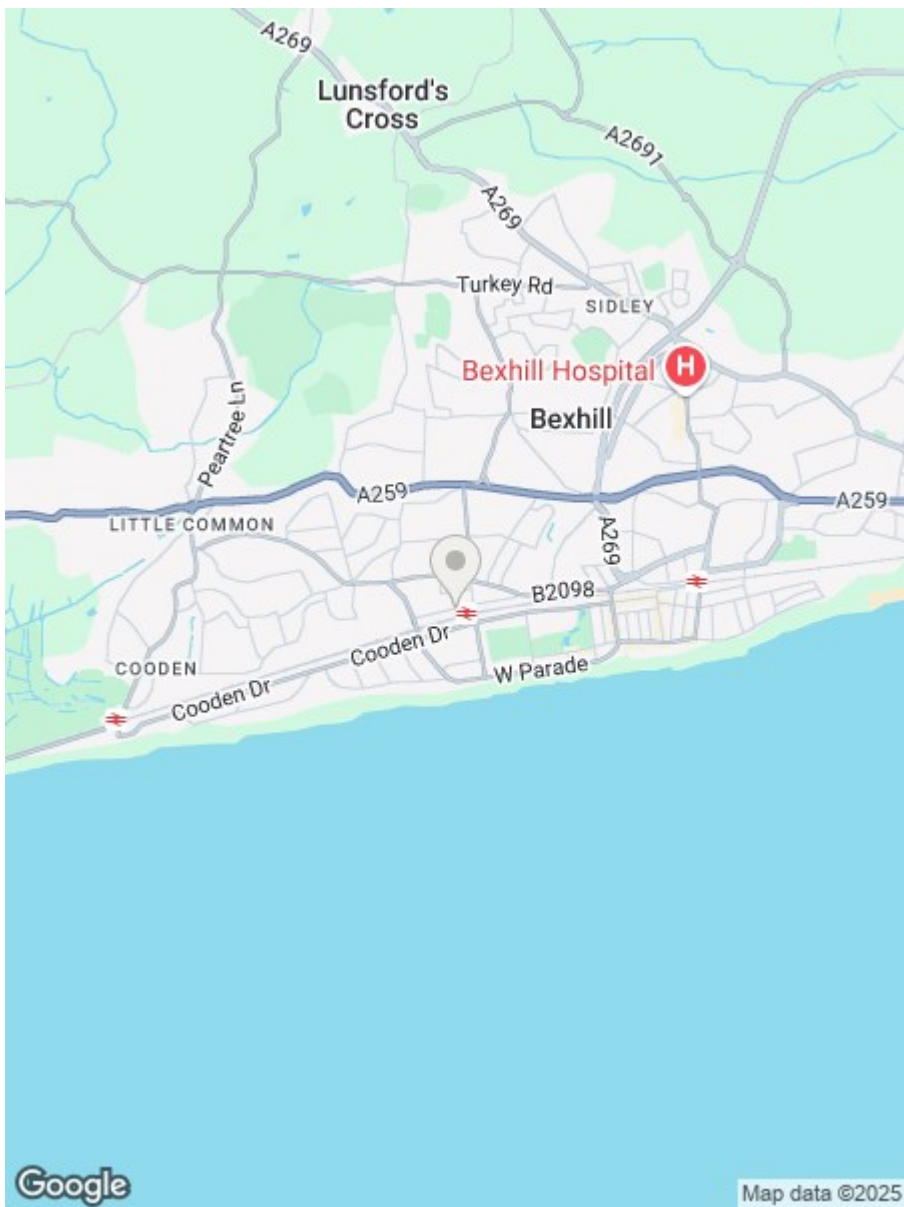 A269
Lunsford's
Cross
A2691
A269
Turkey Rd
SIDLEY
Bexhill Hospital
H
Bexhill
Peartree Ln
A259
A259
LITTLE COMMON
A269
B2098
Cooden Dr
W Parade
COODEN
Cooden Dr
Google
Map data ©2025